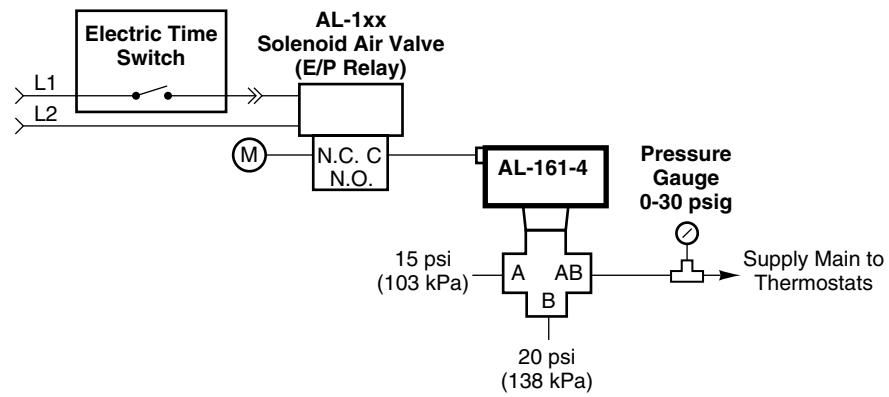 AL-1xx
Solenoid Air Valve
(E/P Relay)
Electric Time
Switch
L1
L2
M
N.C. C
N.O.
AL-161-4
Pressure
Gauge
0-30 psig
15 psi
(103 kPa)
A AB
B
Supply Main to
Thermostats
20 psi
(138 kPa)